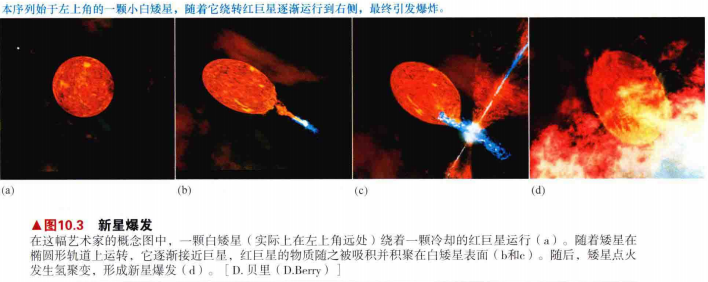 本序列始于左上角的一颗小白矮星，随着它绕转红巨星逐渐运行到右侧，最终引发爆炸。
(a) (b) (c) (d)
▲图10.3 新星爆发
在这幅艺术家的概念图中，一颗白矮星（实际上在左上角远处）绕着一颗冷却的红巨星运行（a）。随着矮星在
椭圆形轨道上运转，它逐渐接近巨星，红巨星的物质随之被吸积并积聚在白矮星表面（b和c）。随后，矮星点火
发生氢聚变，形成新星爆发（d）。［D. 贝里（D.Berry）］